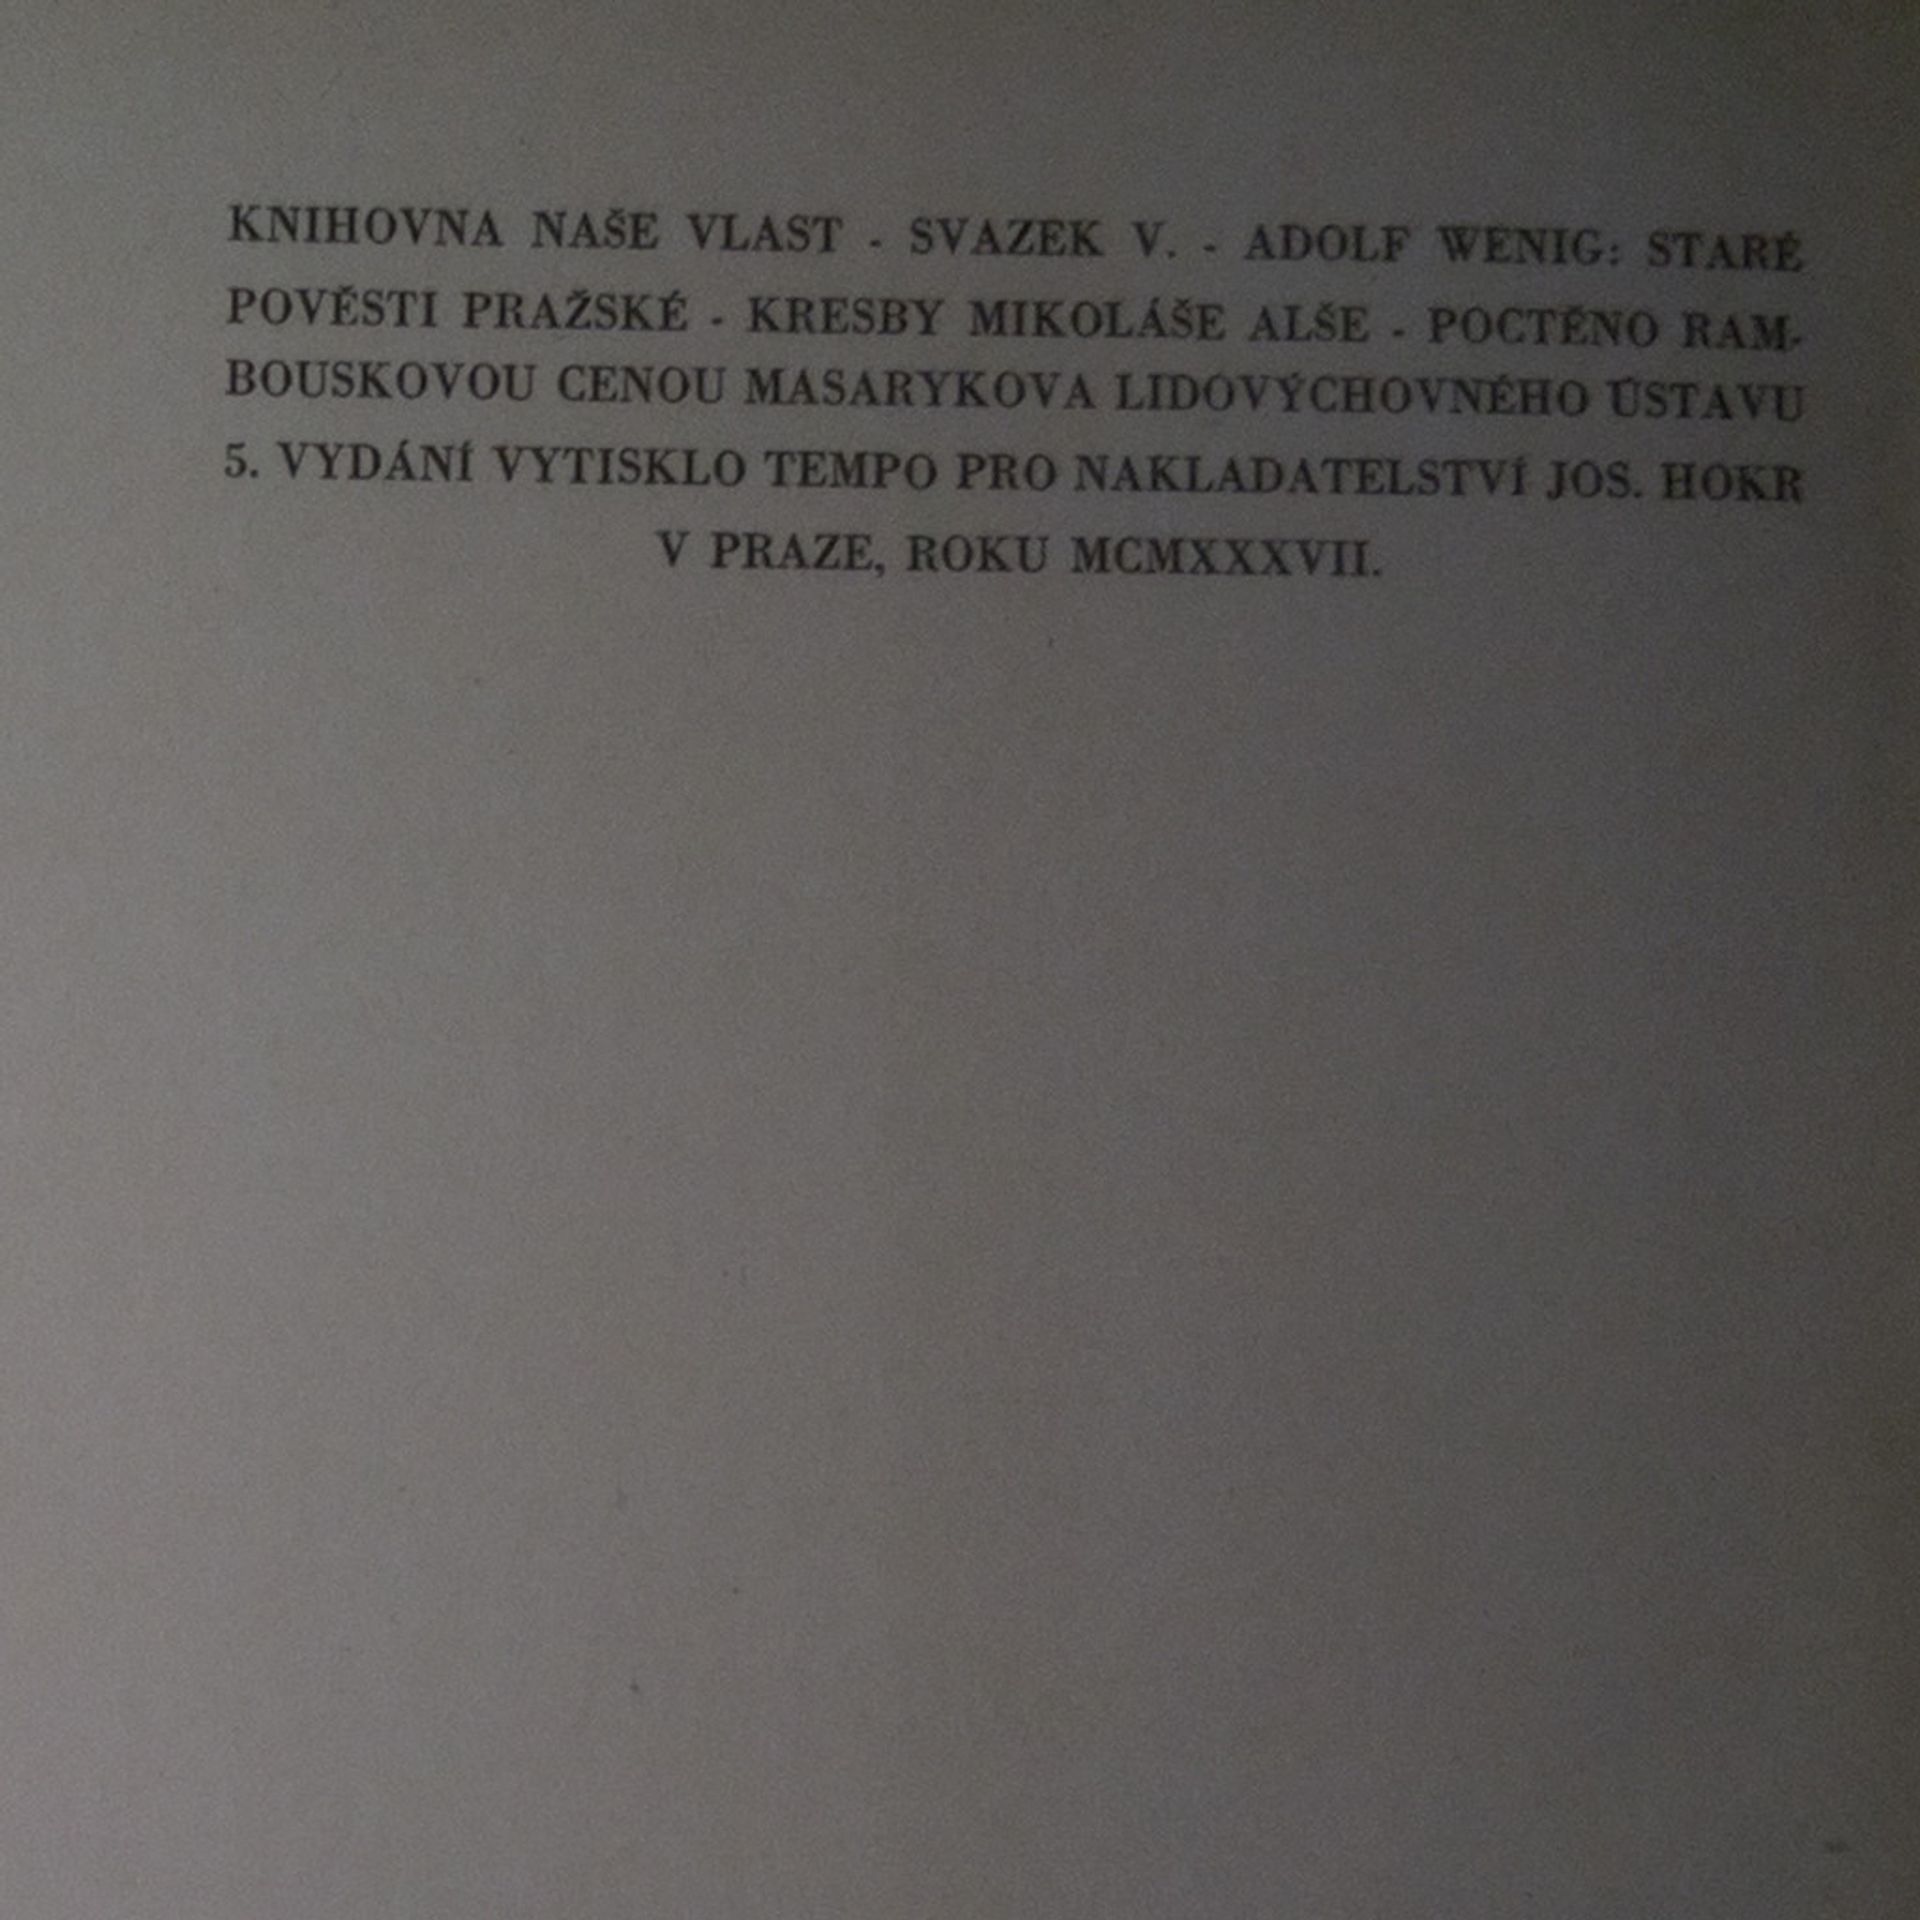 KNIHOVNA NAŠE VLAST - SVAZEK V. - ADOLF WENIG: STARÉ
POVĚSTI PRAŽSKÉ - KRESBY MIKOLÁŠE ALŠE - POCTĚNO RAM-
BOUSKOVOU CENOU MASARYKOVA LIDOVÝCHOVNÉHO ÚSTAVU
5. VYDÁNÍ VYTISKLO TEMPO PRO NAKLADATELSTVÍ JOS. HOKR
V PRAZE, ROKU MCMXXXVII.